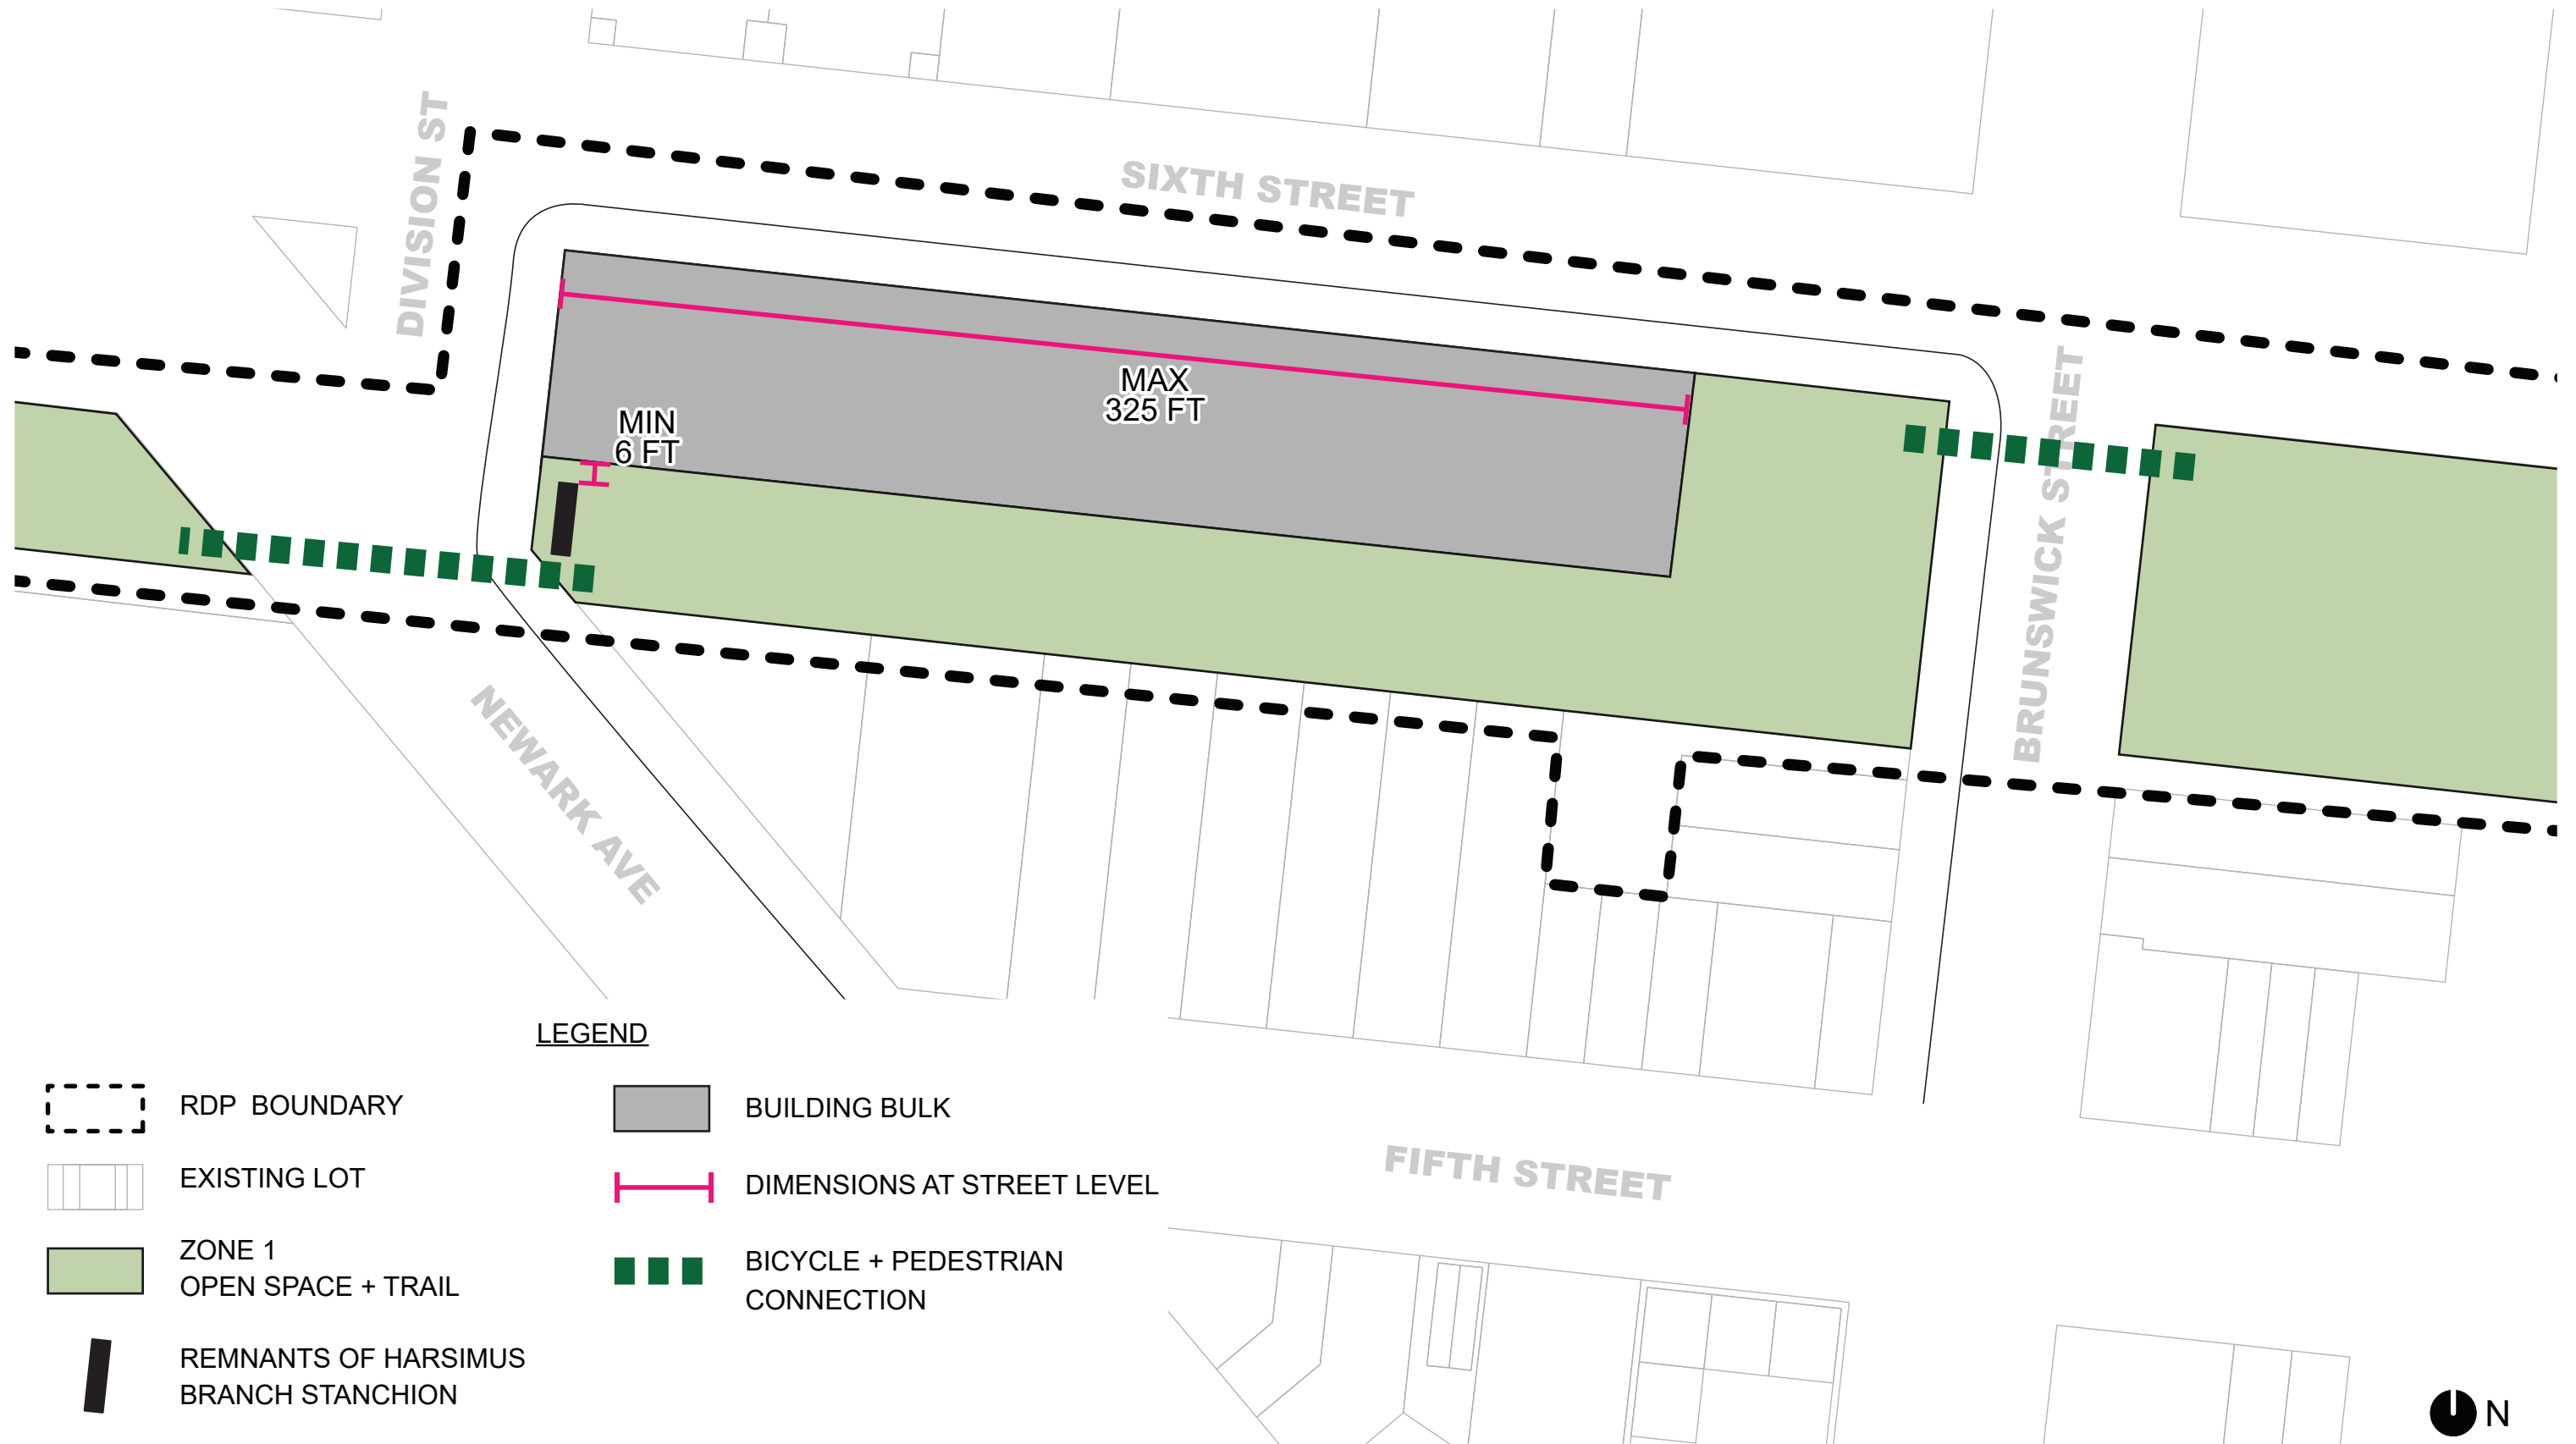 DIVISION ST
SIXTH STREET
MAX
325 FT
MIN
6 FT
BRUNSWICK STREET
NEWARK AVE
FIFTH STREET
LEGEND
RDP BOUNDARY
EXISTING LOT
ZONE 1
OPEN SPACE + TRAIL
REMNANTS OF HARSIMUS
BRANCH STANCHION
BUILDING BULK
DIMENSIONS AT STREET LEVEL
BICYCLE + PEDESTRIAN
CONNECTION
N